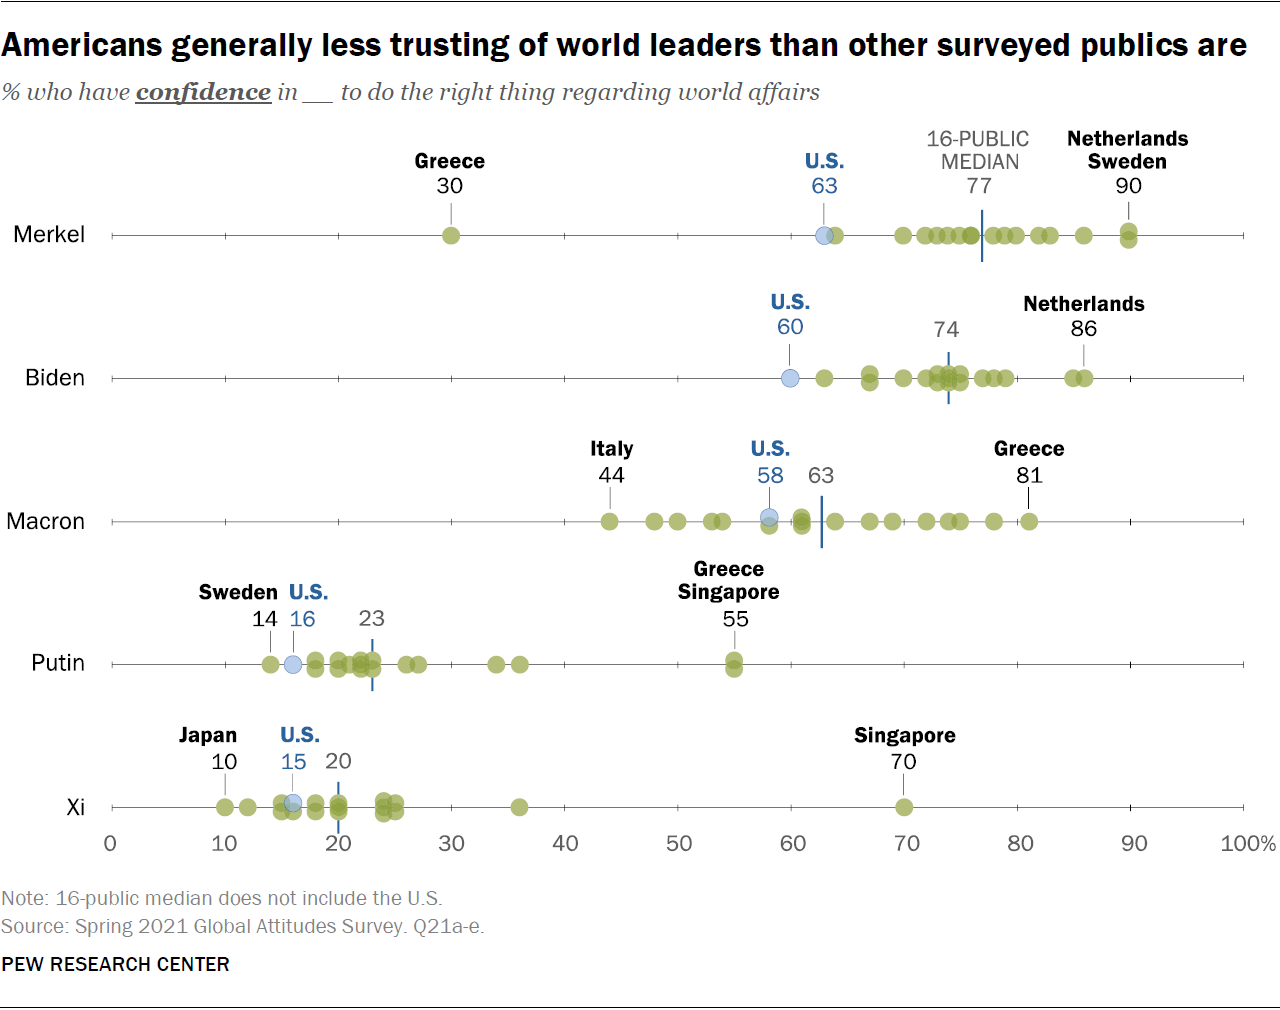 Americans generally less trusting of world leaders than other surveyed publics are
% who have confidence in __ to do the right thing regarding world affairs
Greece
30
U.S.
63
16-PUBLIC
MEDIAN
77
Netherlands
Sweden
90
Merkel
U.S.
60
74
Netherlands
86
Biden
Italy
44
U.S.
58
63
Greece
81
Macron
Sweden
14
U.S.
16
23
Greece
Singapore
55
Putin
Japan
10
U.S.
15
20
Singapore
70
Xi
0 10 20 30 40 50 60 70 80 90 100%
Note: 16-public median does not include the U.S.
Source: Spring 2021 Global Attitudes Survey. Q21a-e.
PEW RESEARCH CENTER